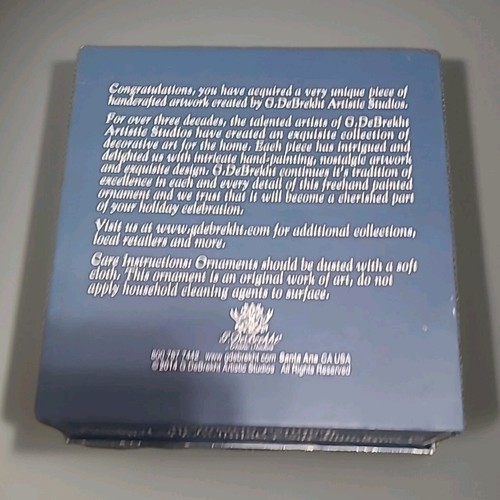 Congratulations, you have acquired a very unique piece of
handcrafted artwork created by G.DeBrekht Artistic Studios.
For over three decades, the talented artists of G.DeBrekht
Artistic Studios have created an exquisite collection of
decorative art for the home. Each piece has intrigued and
delighted us with intricate hand-painting, nostalgic artwork
and exquisite design. G.DeBrekht continues it's tradition of
excellence in each and every detail of this freehand painted
ornament and we trust that it will become a cherished part
of your holiday celebration.
Visit us at www.gdebrekht.com for additional collections,
local retailers and more.
Care Instructions: Ornaments should be dusted with a soft
cloth. This ornament is an original work of art, do not
apply household cleaning agents to surface.
G.DeBrekht
Artistic Studios
800 787 7448 www.gdebrekht.com Santa Ana CA USA
© 2014 G DeBrekht Artistic Studios All Rights Reserved